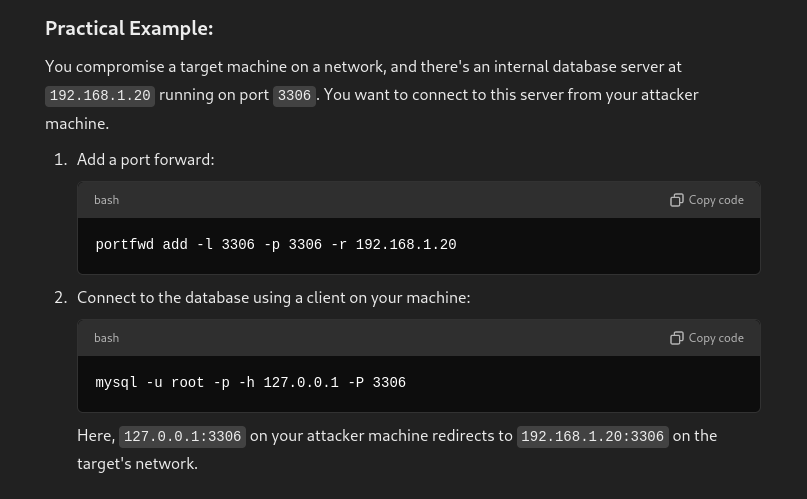 Practical Example:
You compromise a target machine on a network, and there's an internal database server at
192.168.1.20 running on port 3306. You want to connect to this server from your attacker
machine.
1. Add a port forward:
bash Copy code
portfwd add -l 3306 -p 3306 -r 192.168.1.20
2. Connect to the database using a client on your machine:
bash Copy code
mysql -u root -p -h 127.0.0.1 -P 3306
Here, 127.0.0.1:3306 on your attacker machine redirects to 192.168.1.20:3306 on the
target's network.